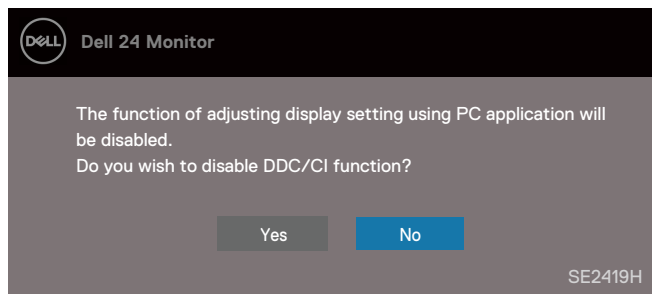 DELL
Dell 24 Monitor
The function of adjusting display setting using PC application will
be disabled.
Do you wish to disable DDC/CI function?
Yes
No
SE2419H